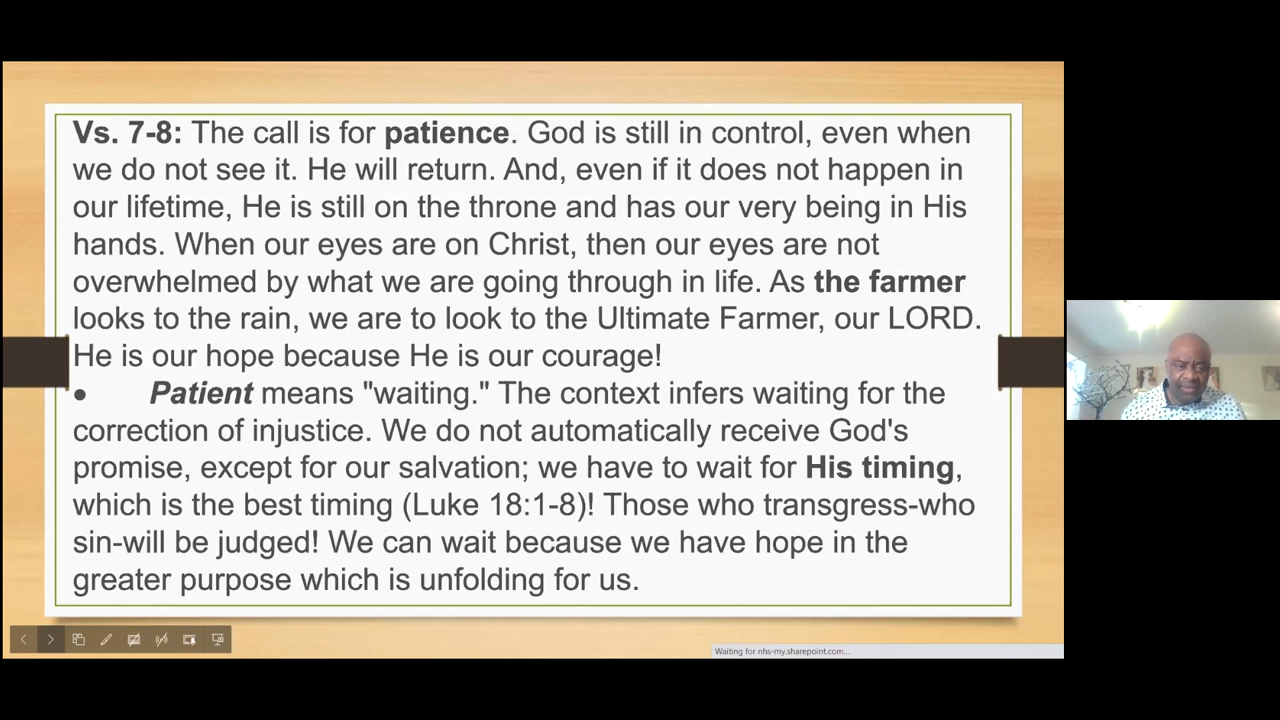 Vs. 7-8: The call is for patience. God is still in control, even when
we do not see it. He will return. And, even if it does not happen in
our lifetime, He is still on the throne and has our very being in His
hands. When our eyes are on Christ, then our eyes are not
overwhelmed by what we are going through in life. As the farmer
looks to the rain, we are to look to the Ultimate Farmer, our LORD.
He is our hope because He is our courage!
• Patient means "waiting." The context infers waiting for the
correction of injustice. We do not automatically receive God's
promise, except for our salvation; we have to wait for His timing,
which is the best timing (Luke 18:1-8)! Those who transgress-who
sin-will be judged! We can wait because we have hope in the
greater purpose which is unfolding for us.
Waiting for nhs-my.sharepoint.com...